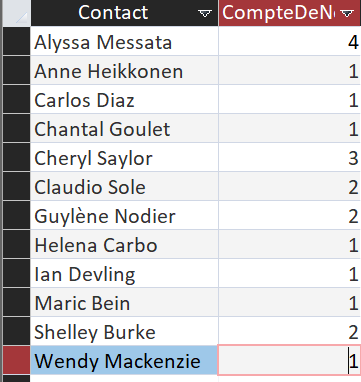 Contact CompteDeN
Alyssa Messata 4
Anne Heikkonen 1
Carlos Diaz 1
Chantal Goulet 1
Cheryl Saylor 3
Claudio Sole 2
Guylène Nodier 2
Helena Carbo 1
Ian Devling 1
Maric Bein 1
Shelley Burke 2
Wendy Mackenzie 1